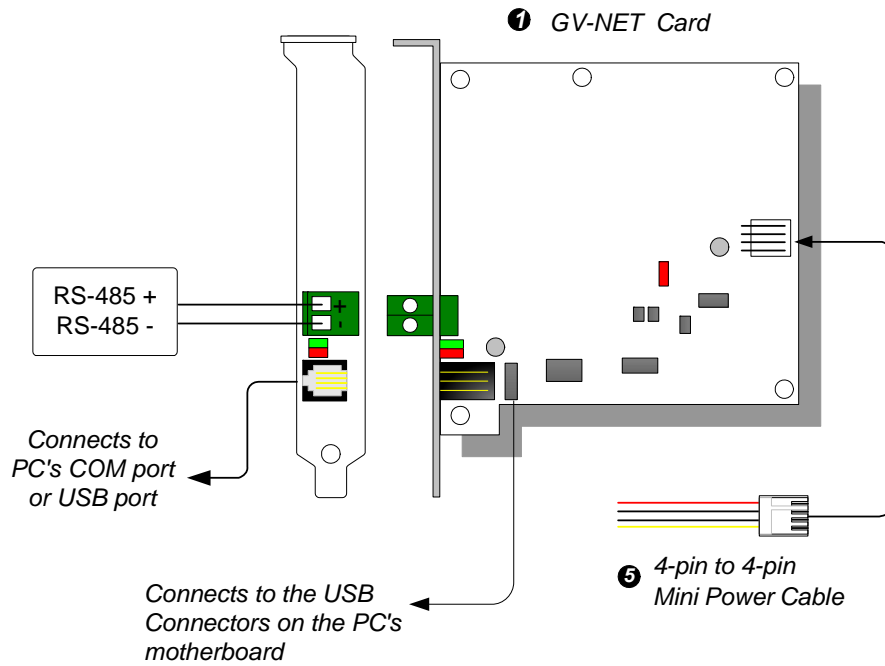 ❶ GV-NET Card
RS-485 +
RS-485 -
+
-
Connects to
PC's COM port
or USB port
Connects to the USB
Connectors on the PC's
motherboard
❺ 4-pin to 4-pin
Mini Power Cable